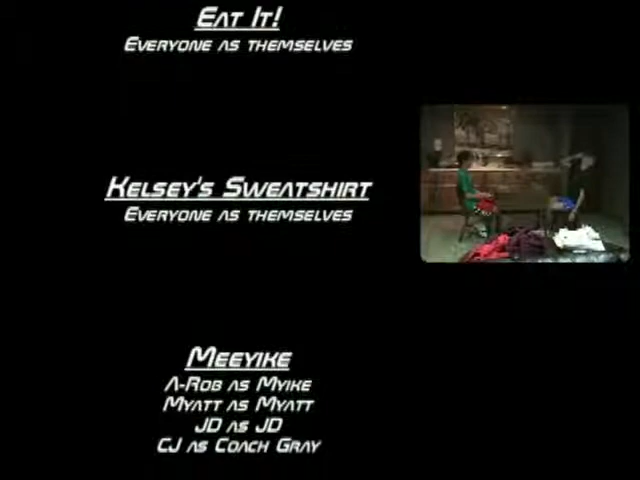 Eat It!
Everyone as themselves
Kelsey's Sweatshirt
Everyone as themselves
Meeyike
A-Rob as Myike
Myatt as Myatt
JD as JD
CJ as Coach Gray